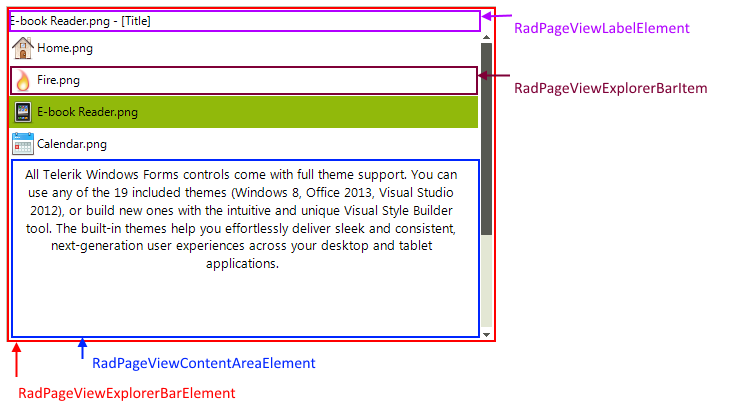 E-book Reader.png - [Title]
RadPageViewLabelElement
Home.png
Fire.png
RadPageViewExplorerBarItem
E-book Reader.png
Calendar.png
All Telerik Windows Forms controls come with full theme support. You can
use any of the 19 included themes (Windows 8, Office 2013, Visual Studio
2012), or build new ones with the intuitive and unique Visual Style Builder
tool. The built-in themes help you effortlessly deliver sleek and consistent,
next-generation user experiences across your desktop and tablet
applications.
RadPageViewContentAreaElement
RadPageViewExplorerBarElement